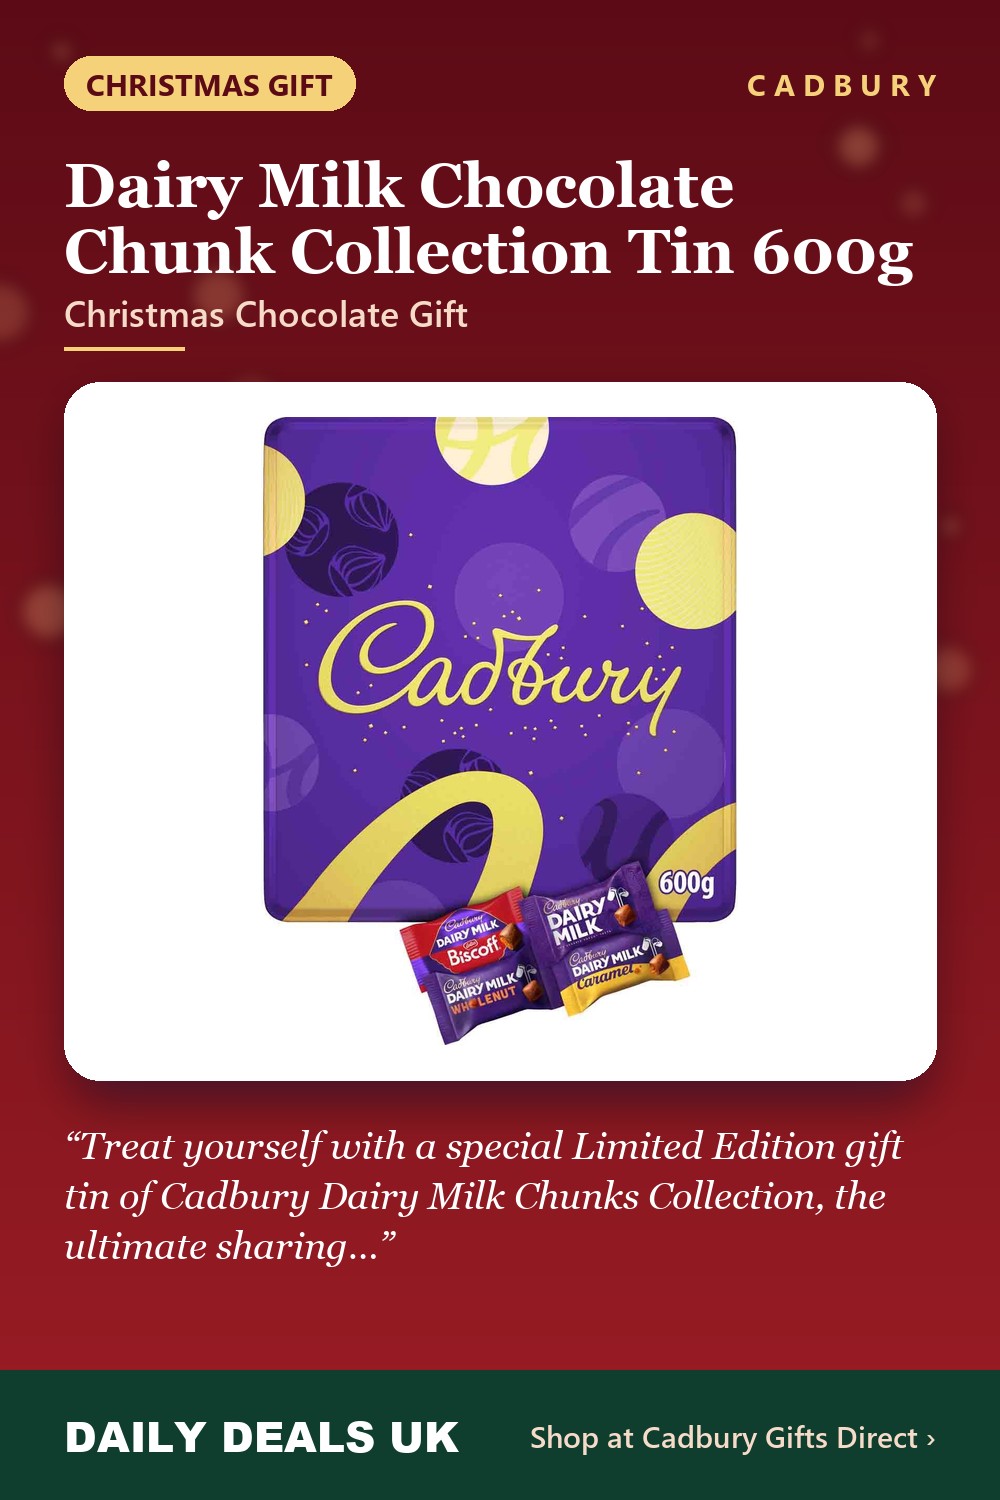 CHRISTMAS GIFT
CADBURY
Dairy Milk Chocolate
Chunk Collection Tin 600g
Christmas Chocolate Gift
Cadbury
600g
Cadbury
DAIRY MILK
Biscoff
Cadbury
DAIRY
MILK
Cadbury
DAIRY MILK
WHOLENUT
Cadbury
DAIRY MILK
Caramel
“Treat yourself with a special Limited Edition gift
tin of Cadbury Dairy Milk Chunks Collection, the
ultimate sharing...”
DAILY DEALS UK
Shop at Cadbury Gifts Direct ›